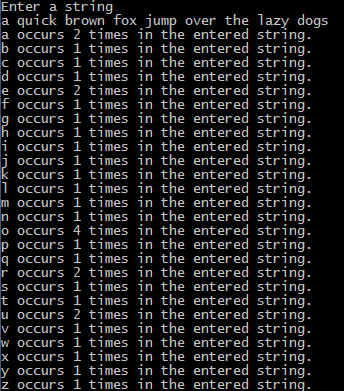 Enter a string
a quick brown fox jump over the lazy dogs
a occurs 2 times in the entered string.
b occurs 1 times in the entered string.
c occurs 1 times in the entered string.
d occurs 1 times in the entered string.
e occurs 2 times in the entered string.
f occurs 1 times in the entered string.
g occurs 1 times in the entered string.
h occurs 1 times in the entered string.
i occurs 1 times in the entered string.
j occurs 1 times in the entered string.
k occurs 1 times in the entered string.
l occurs 1 times in the entered string.
m occurs 1 times in the entered string.
n occurs 1 times in the entered string.
o occurs 4 times in the entered string.
p occurs 1 times in the entered string.
q occurs 1 times in the entered string.
r occurs 2 times in the entered string.
s occurs 1 times in the entered string.
t occurs 1 times in the entered string.
u occurs 2 times in the entered string.
v occurs 1 times in the entered string.
w occurs 1 times in the entered string.
x occurs 1 times in the entered string.
y occurs 1 times in the entered string.
z occurs 1 times in the entered string.